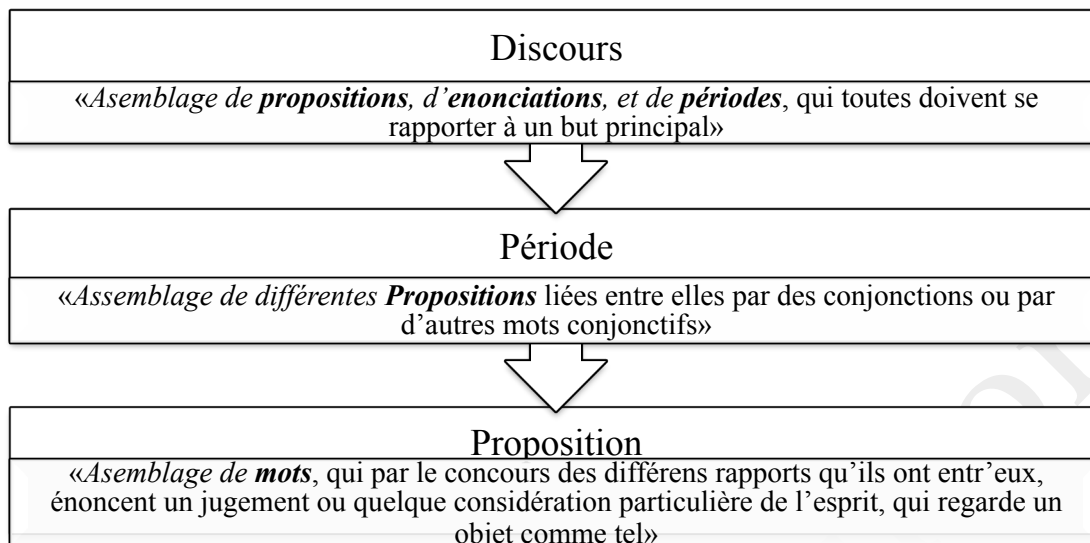 Discours
«Asemblage de propositions, d’enonciations, et de périodes, qui toutes doivent se
rapporter à un but principal»
Période
«Assemblage de différentes Propositions liées entre elles par des conjonctions ou par
d’autres mots conjonctifs»
Proposition
«Asemblage de mots, qui par le concours des différens rapports qu’ils ont entr’eux,
énoncent un jugement ou quelque considération particulière de l’esprit, qui regarde un
objet comme tel»